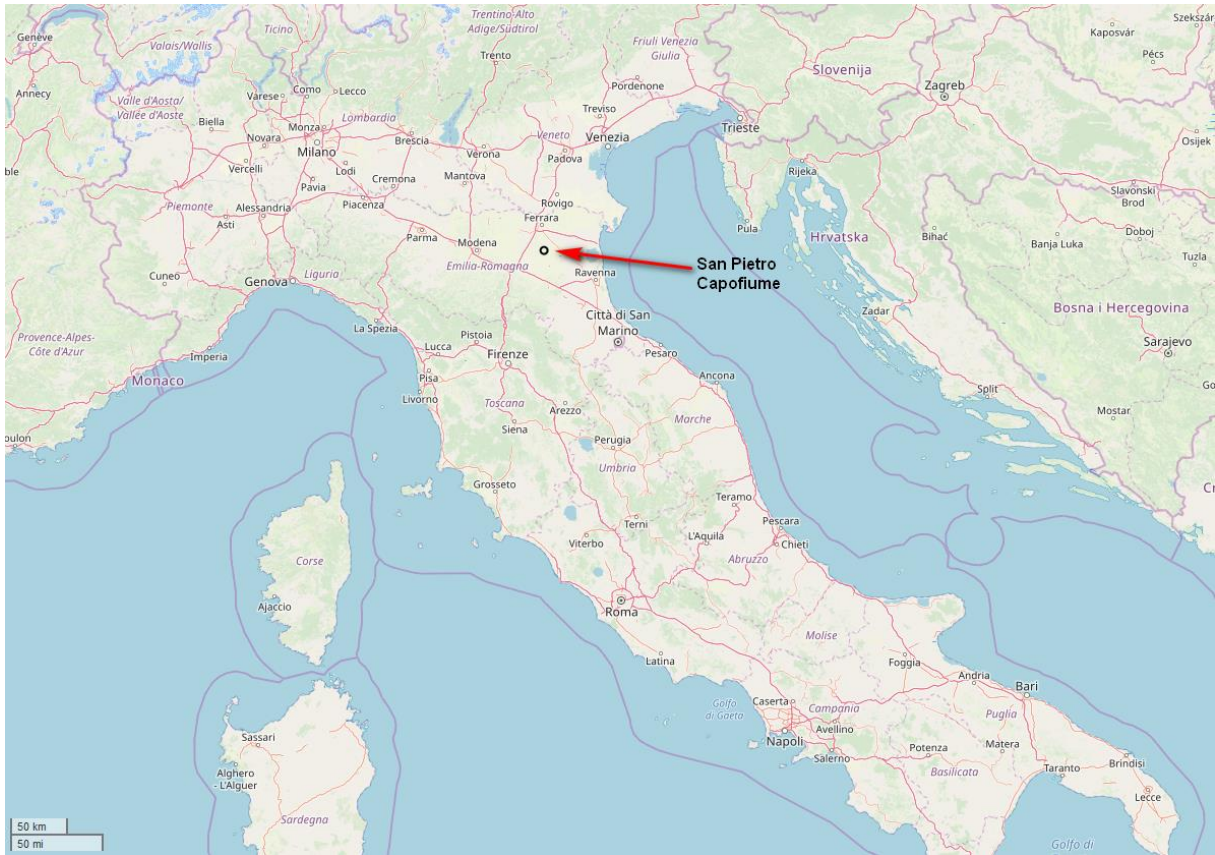 Genève
Annecy
Valais/Wallis
Ticino
Trentino-Alto
Adige/Südtirol
Trento
Friuli Venezia
Giulia
Pordenone
Slovenija
Zagreb
Kaposvár
Szekszár
Pécs
Osijek
Valle d'Aosta/
Vallée d'Aoste
Biella
Varese
Como
Lecco
Lombardia
Monza
Novara
Milano
Vercelli
Pavia
Lodi
Brescia
Cremona
Verona
Mantova
Veneto
Treviso
Venezia
Padova
Trieste
Rijeka
Pula
Hrvatska
Bihać
Banja Luka
Slavonski
Brod
Doboj
Tuzla
Bosna i Hercegovina
Sarajevo
Mostar
Zadar
Split
Piemonte
Asti
Alessandria
Piacenza
Parma
Modena
Emilia-Romagna
Rovigo
Ferrara
San Pietro
Capofiume
Ravenna
Cuneo
Genova
Liguria
La Spezia
Imperia
Provence-Alpes-
Côte d'Azur
Monaco
oulon
ble
Lucca
Pistoia
Pisa
Firenze
Livorno
Toscana
Siena
Arezzo
Città di San
Marino
Pesaro
Ancona
Marche
Perugia
Umbria
Grosseto
Terni
Viterbo
Teramo
L'Aquila
Abruzzo
Pescara
Chieti
Corse
Ajaccio
Roma
Latina
Molise
Foggia
Andria
Bari
Golfo
di Gaeta
Caserta
Campania
Napoli
Avellino
Salerno
Potenza
Matera
Puglia
Basilicata
Taranto
Brindisi
Lecce
Sassari
Alghero
- L'Alguer
Sardegna
Golfo di
50 km
50 mi